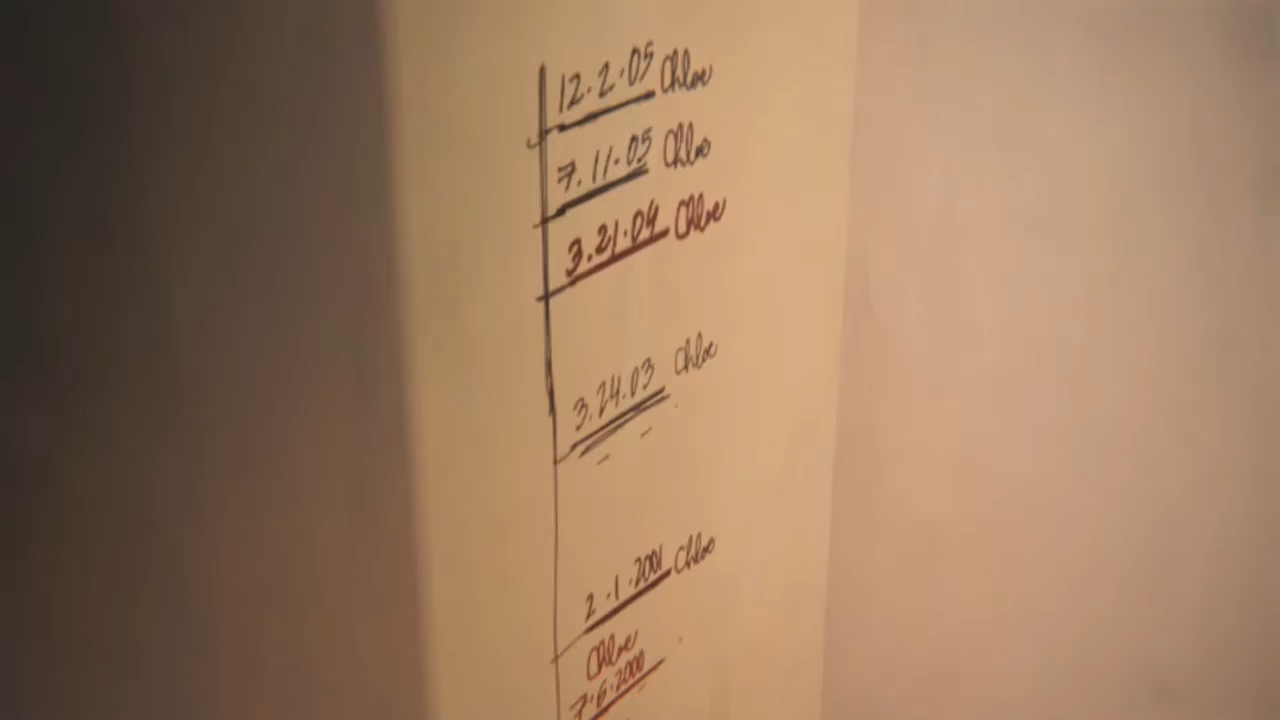 12.2.05 Chloe
7.11.05 Chloe
3.21.04 Chloe
3.24.03 Chloe
2.1.2001 Chloe
Chloe
7.6.2000